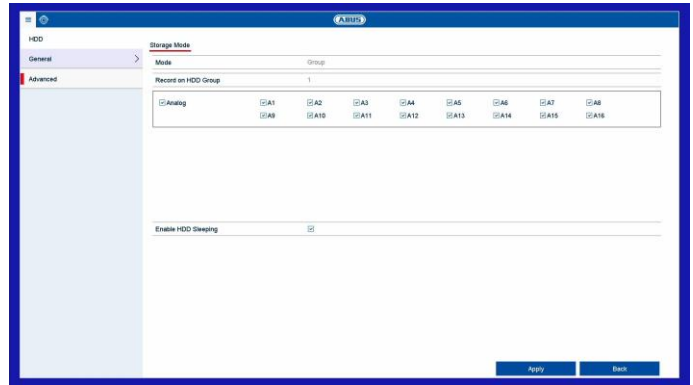 ABUS
HDD
Storage Mode
General
Mode Group
Advanced
Record on HDD Group 1
Analog A1 A2 A3 A4 A5 A6 A7 A8
A9 A10 A11 A12 A13 A14 A15 A16
Enable HDD Sleeping
Apply Back